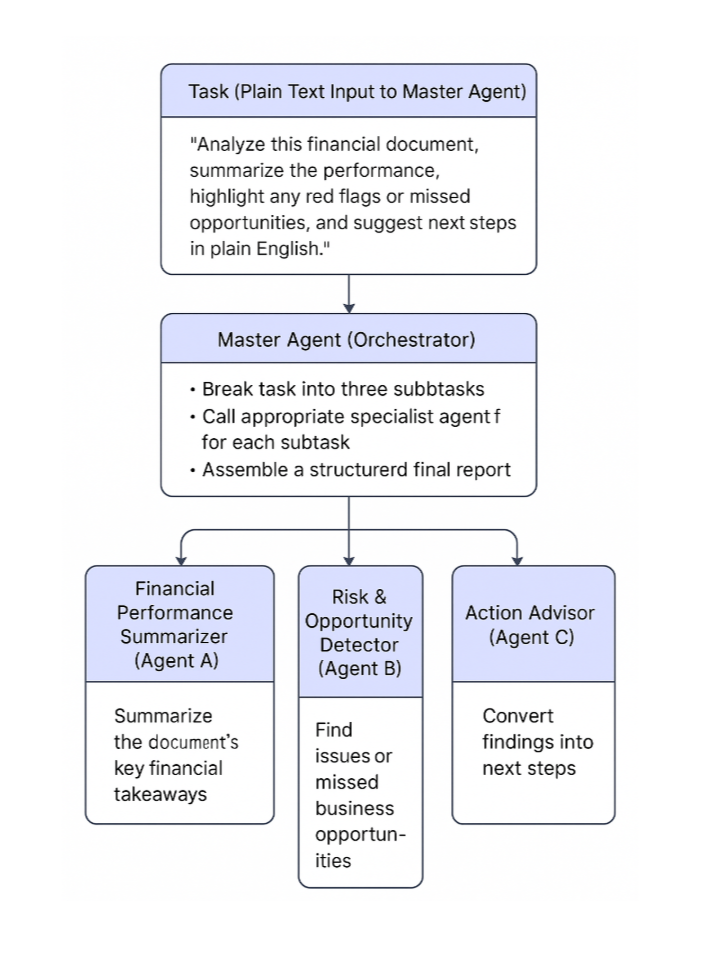 Task (Plain Text Input to Master Agent)
"Analyze this financial document,
summarize the performance,
highlight any red flags or missed
opportunities, and suggest next steps
in plain English."
Master Agent (Orchestrator)
• Break task into three subbtasks
• Call appropriate specialist agent f
for each subtask
• Assemble a structurerd final report
Financial
Performance
Summarizer
(Agent A)
Summarize
the document's
key financial
takeaways
Risk &
Opportunity
Detector
(Agent B)
Find
issues or
missed
business
opportun-
ities
Action Advisor
(Agent C)
Convert
findings into
next steps